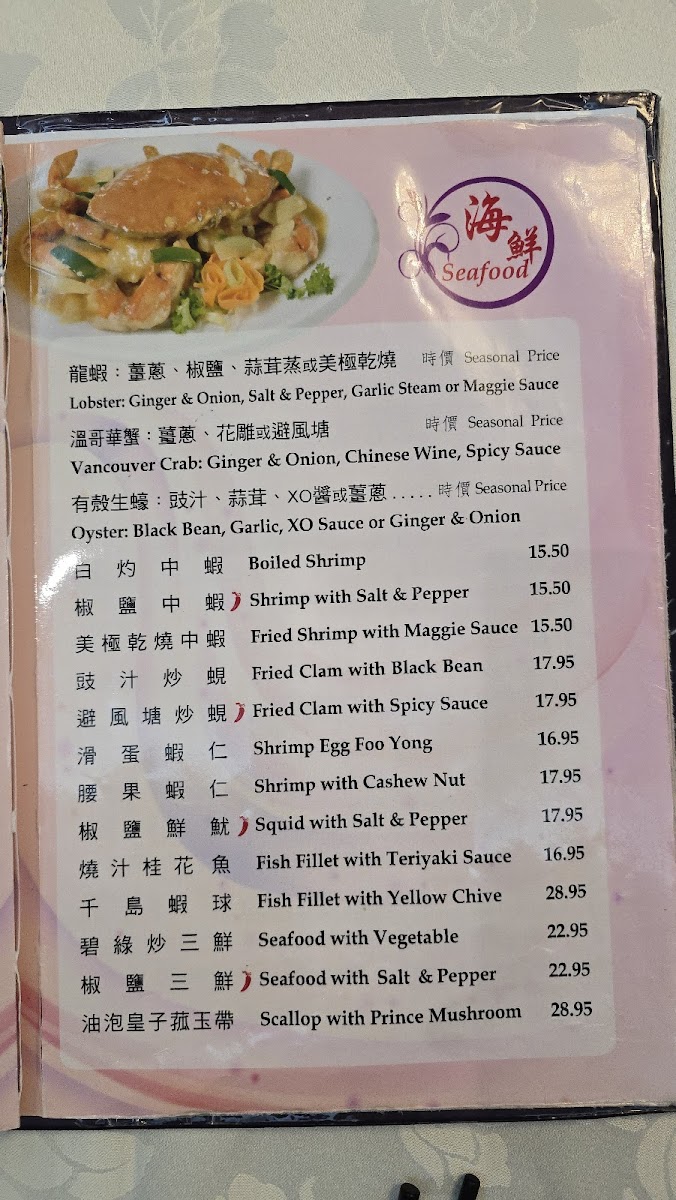 海鮮
Seafood
龍蝦：薑蔥、椒鹽、蒜茸蒸或美極乾燒 時價 Seasonal Price
Lobster: Ginger & Onion, Salt & Pepper, Garlic Steam or Maggie Sauce
溫哥華蟹：薑蔥、花雕或避風塘 時價 Seasonal Price
Vancouver Crab: Ginger & Onion, Chinese Wine, Spicy Sauce
有殼生蠔：豉汁、蒜茸、XO醬或薑蔥 ..... 時價 Seasonal Price
Oyster: Black Bean, Garlic, XO Sauce or Ginger & Onion
白灼中蝦 Boiled Shrimp 15.50
椒鹽中蝦 Shrimp with Salt & Pepper 15.50
美極乾燒中蝦 Fried Shrimp with Maggie Sauce 15.50
豉汁炒蜆 Fried Clam with Black Bean 17.95
避風塘炒蜆 Fried Clam with Spicy Sauce 17.95
滑蛋蝦仁 Shrimp Egg Foo Yong 16.95
腰果蝦仁 Shrimp with Cashew Nut 17.95
椒鹽鮮魷 Squid with Salt & Pepper 17.95
燒汁桂花魚 Fish Fillet with Teriyaki Sauce 16.95
千島蝦球 Fish Fillet with Yellow Chive 28.95
碧綠炒三鮮 Seafood with Vegetable 22.95
椒鹽三鮮 Seafood with Salt & Pepper 22.95
油泡皇子菰玉帶 Scallop with Prince Mushroom 28.95